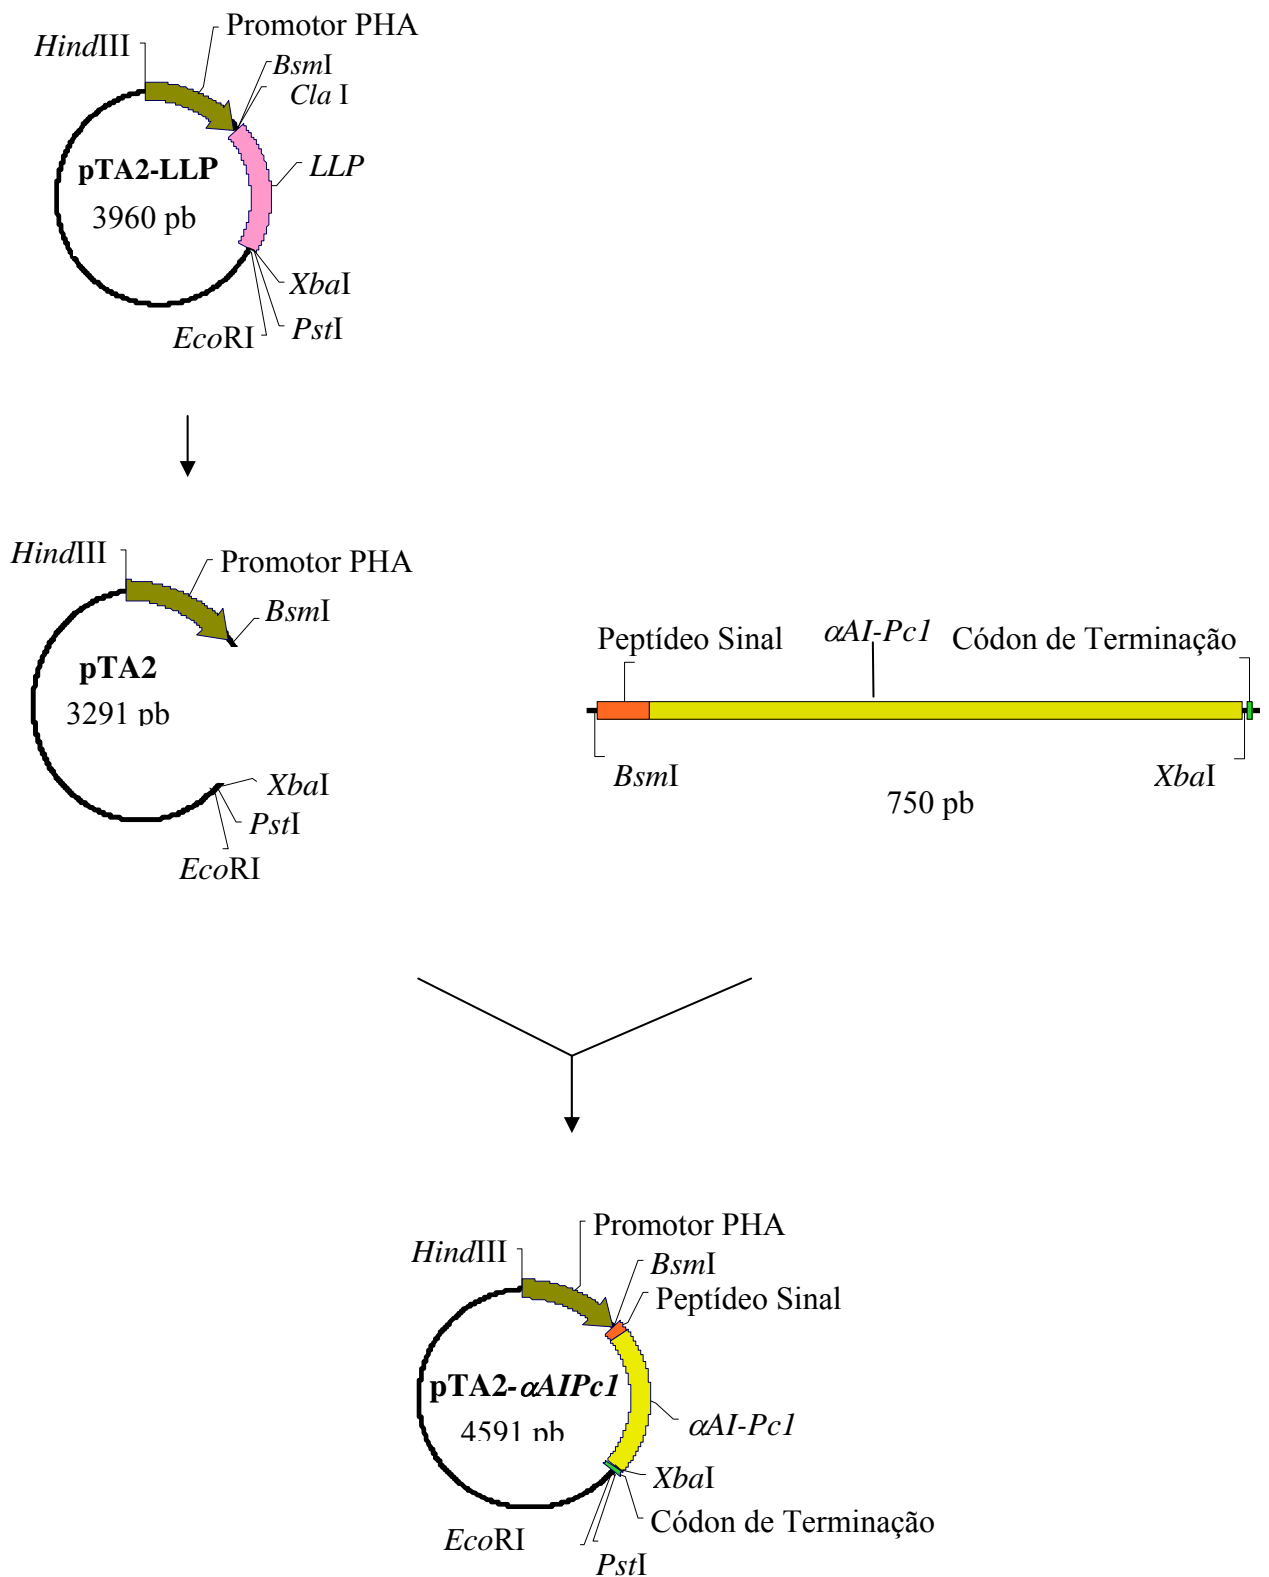 Promotor PHA
HindIII
BsmI
Cla I
pTA2-LLP
LLP
3960 pb
XbaI
PstI
EcoRI
HindIII
Promotor PHA
BsmI
pTA2
3291 pb
XbaI
PstI
EcoRI
Peptídeo Sinal
αAI-Pc1
Códon de Terminação
BsmI
XbaI
750 pb
Promotor PHA
HindIII
BsmI
Peptídeo Sinal
pTA2-αAIPc1
4591 pb
αAI-Pc1
XbaI
Códon de Terminação
EcoRI
PstI